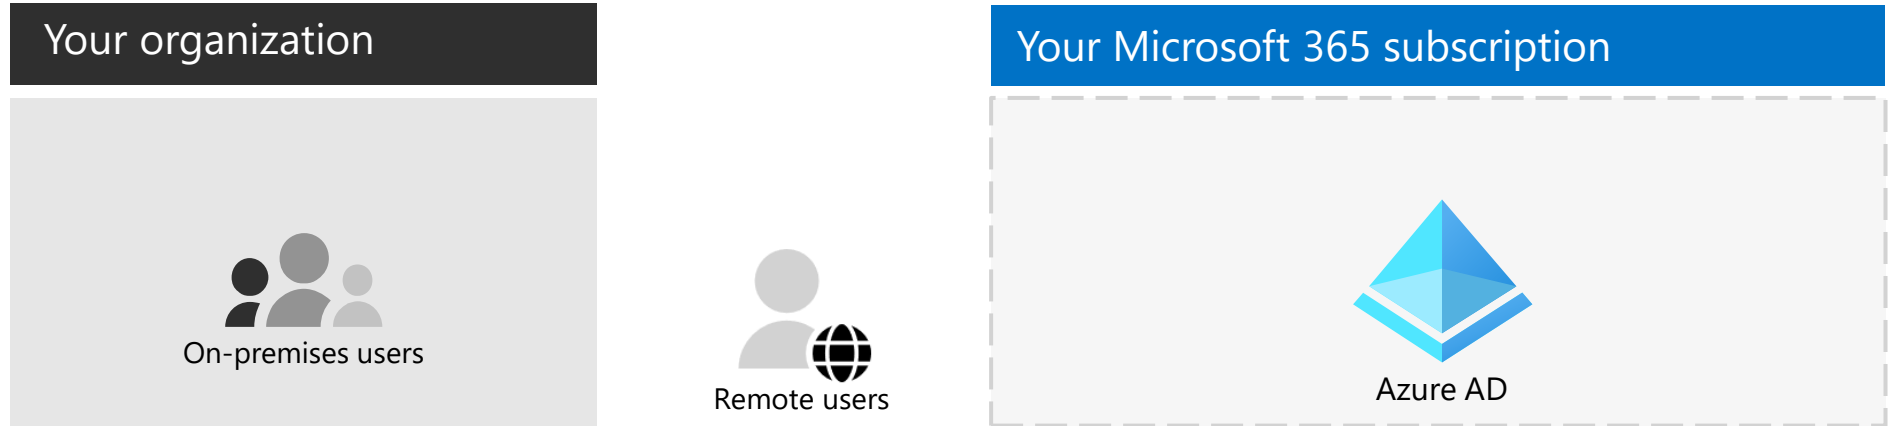 Your organization
Your Microsoft 365 subscription
On-premises users
Remote users
Azure AD